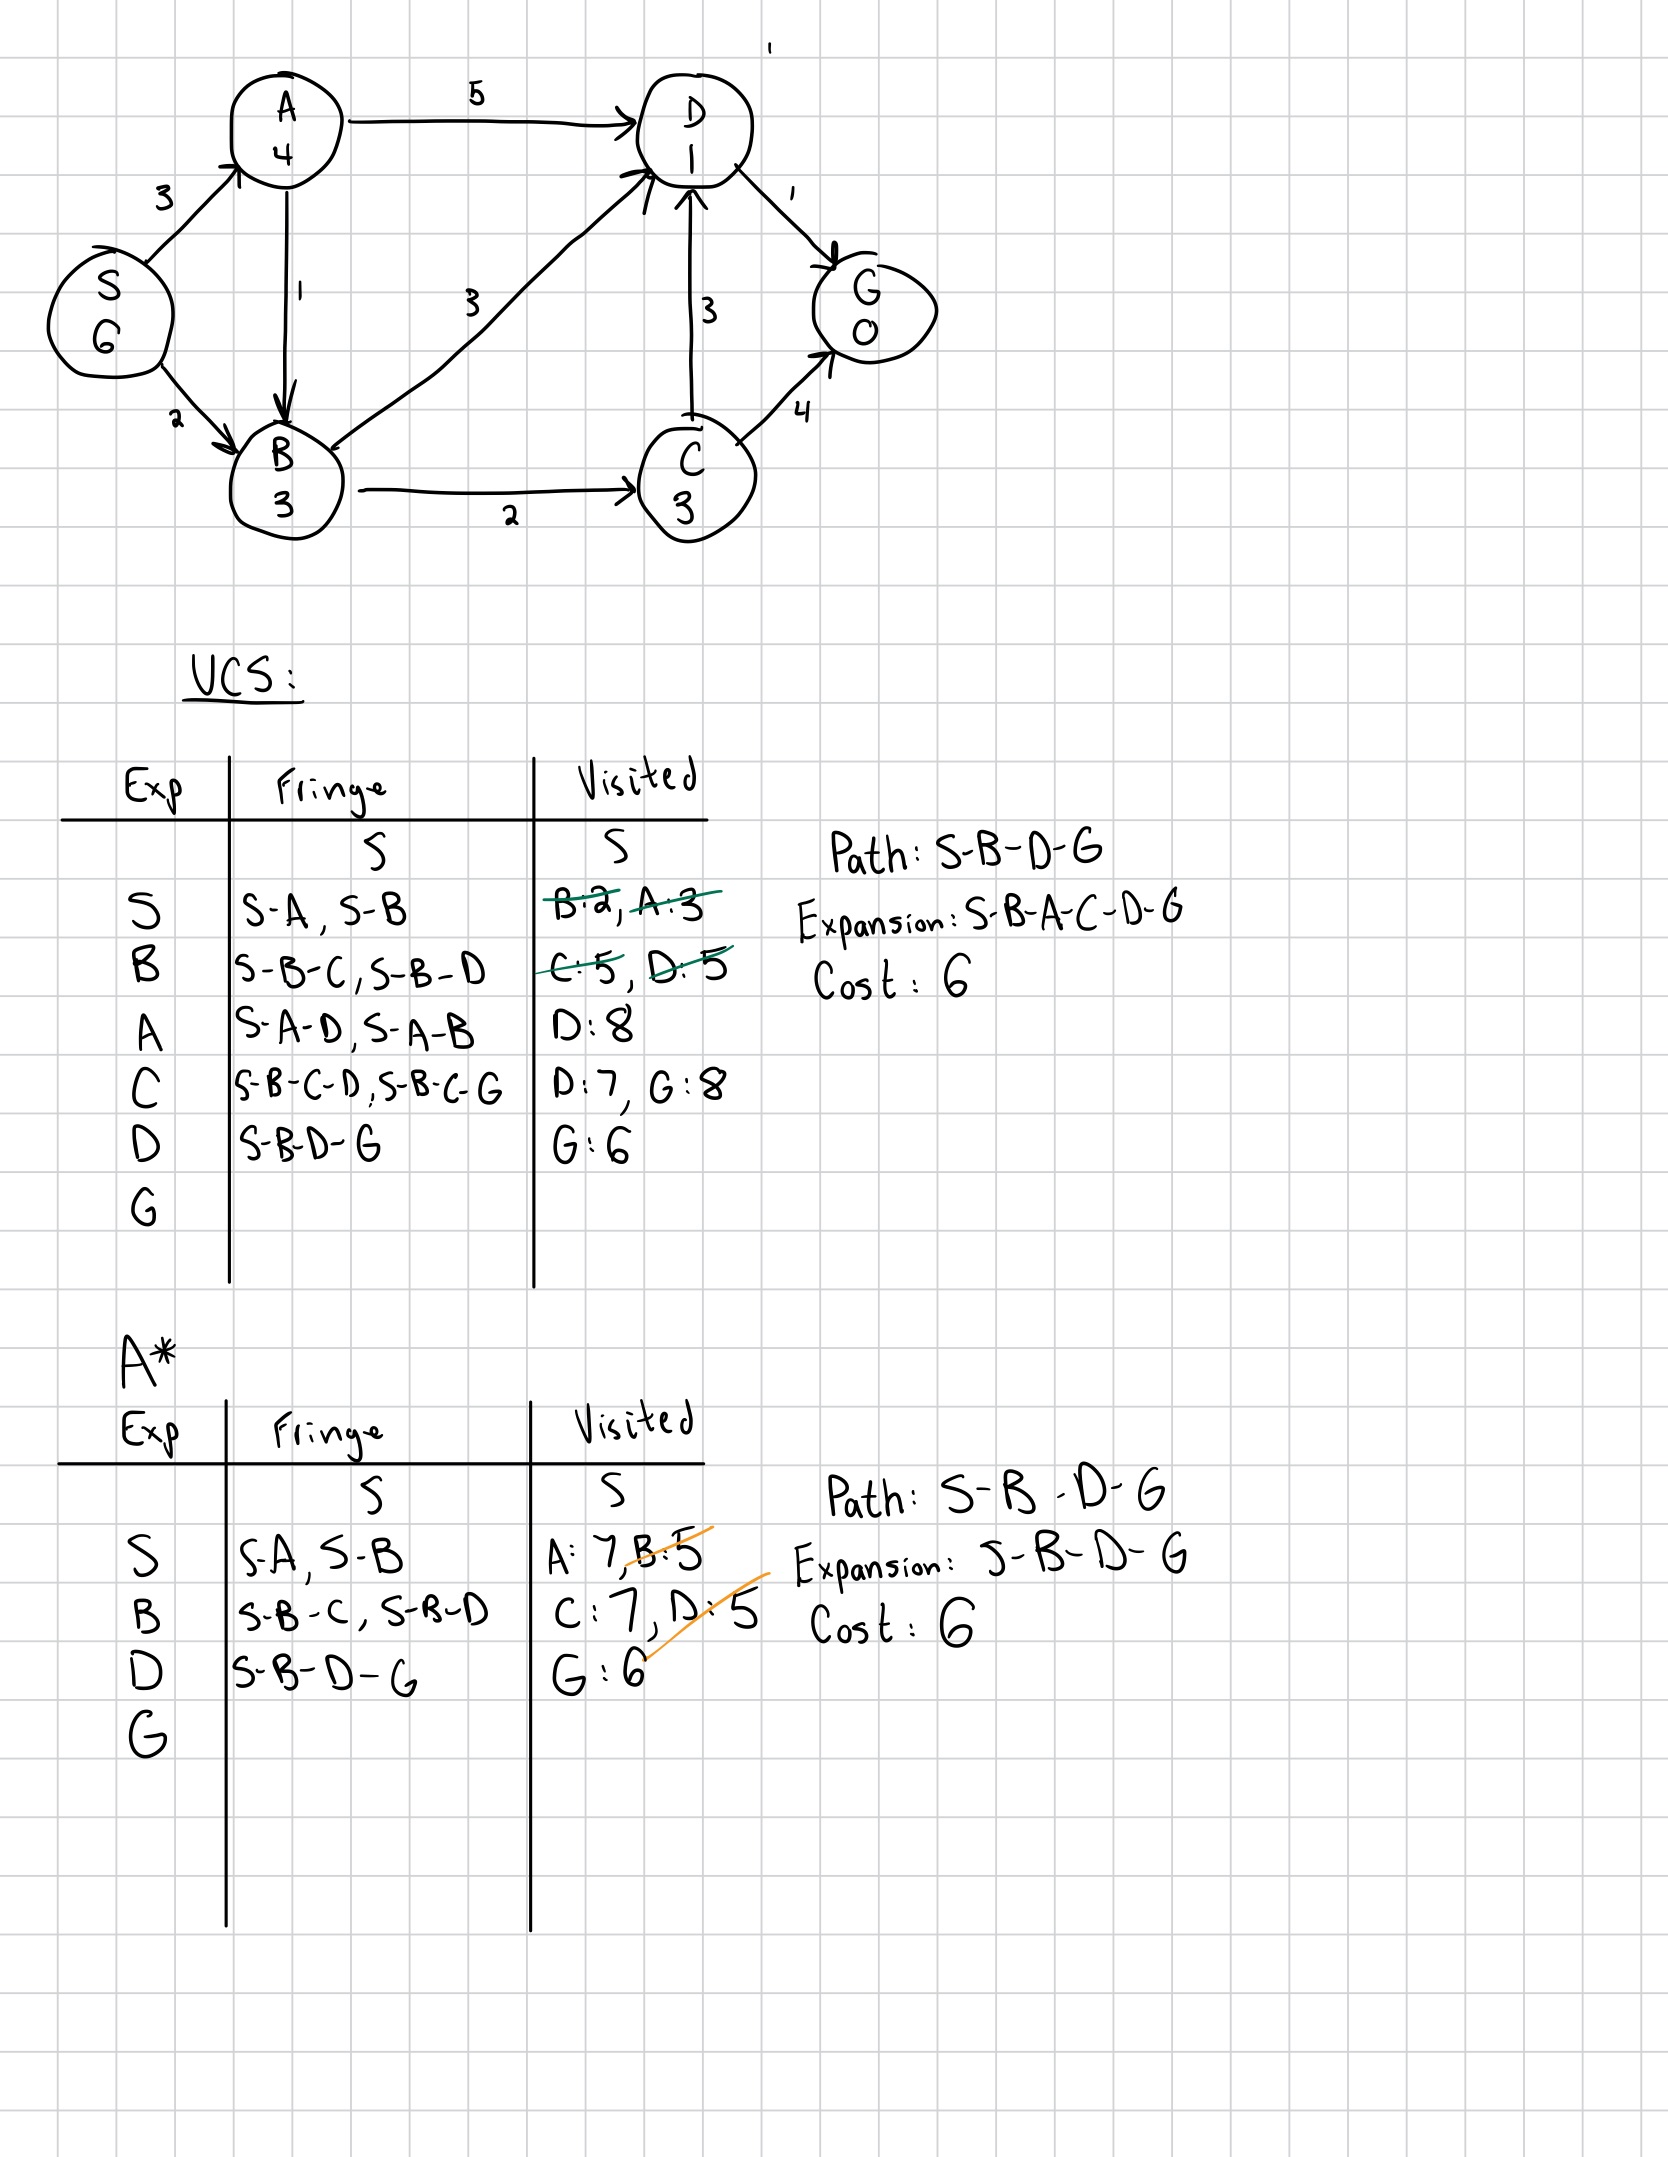 A
4
5
D
1
3
1
S
6
1
3
3
G
0
2
4
B
3
2
C
3
UCS:
Exp Fringe Visited
S S
S S-A, S-B B:2, A:3
B S-B-C, S-B-D C:5, D:5
A S-A-D, S-A-B D:8
C S-B-C-D, S-B-C-G D:7, G:8
D S-B-D-G G:6
G
Path: S-B-D-G
Expansion: S-B-A-C-D-G
Cost: 6
A*
Exp Fringe Visited
S S
S S-A, S-B A: 7, B:5
B S-B-C, S-B-D C:7, D:5
D S-B-D-G G:6
G
Path: S-B-D-G
Expansion: S-B-D-G
Cost: 6